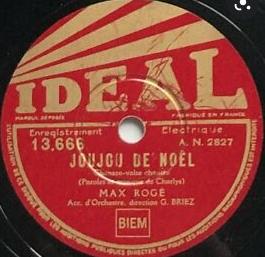 IDEAL
MARQUE DÉPOSÉE FABRIQUÉ EN FRANCE
Enregistrement Electrique
13.666 A. N. 2827
JOUJOU DE NOËL
(Paroles et musique de Charlys)
MAX ROGÉ
Acc. d'Orchestre, direction G. BRIEZ
BIEM